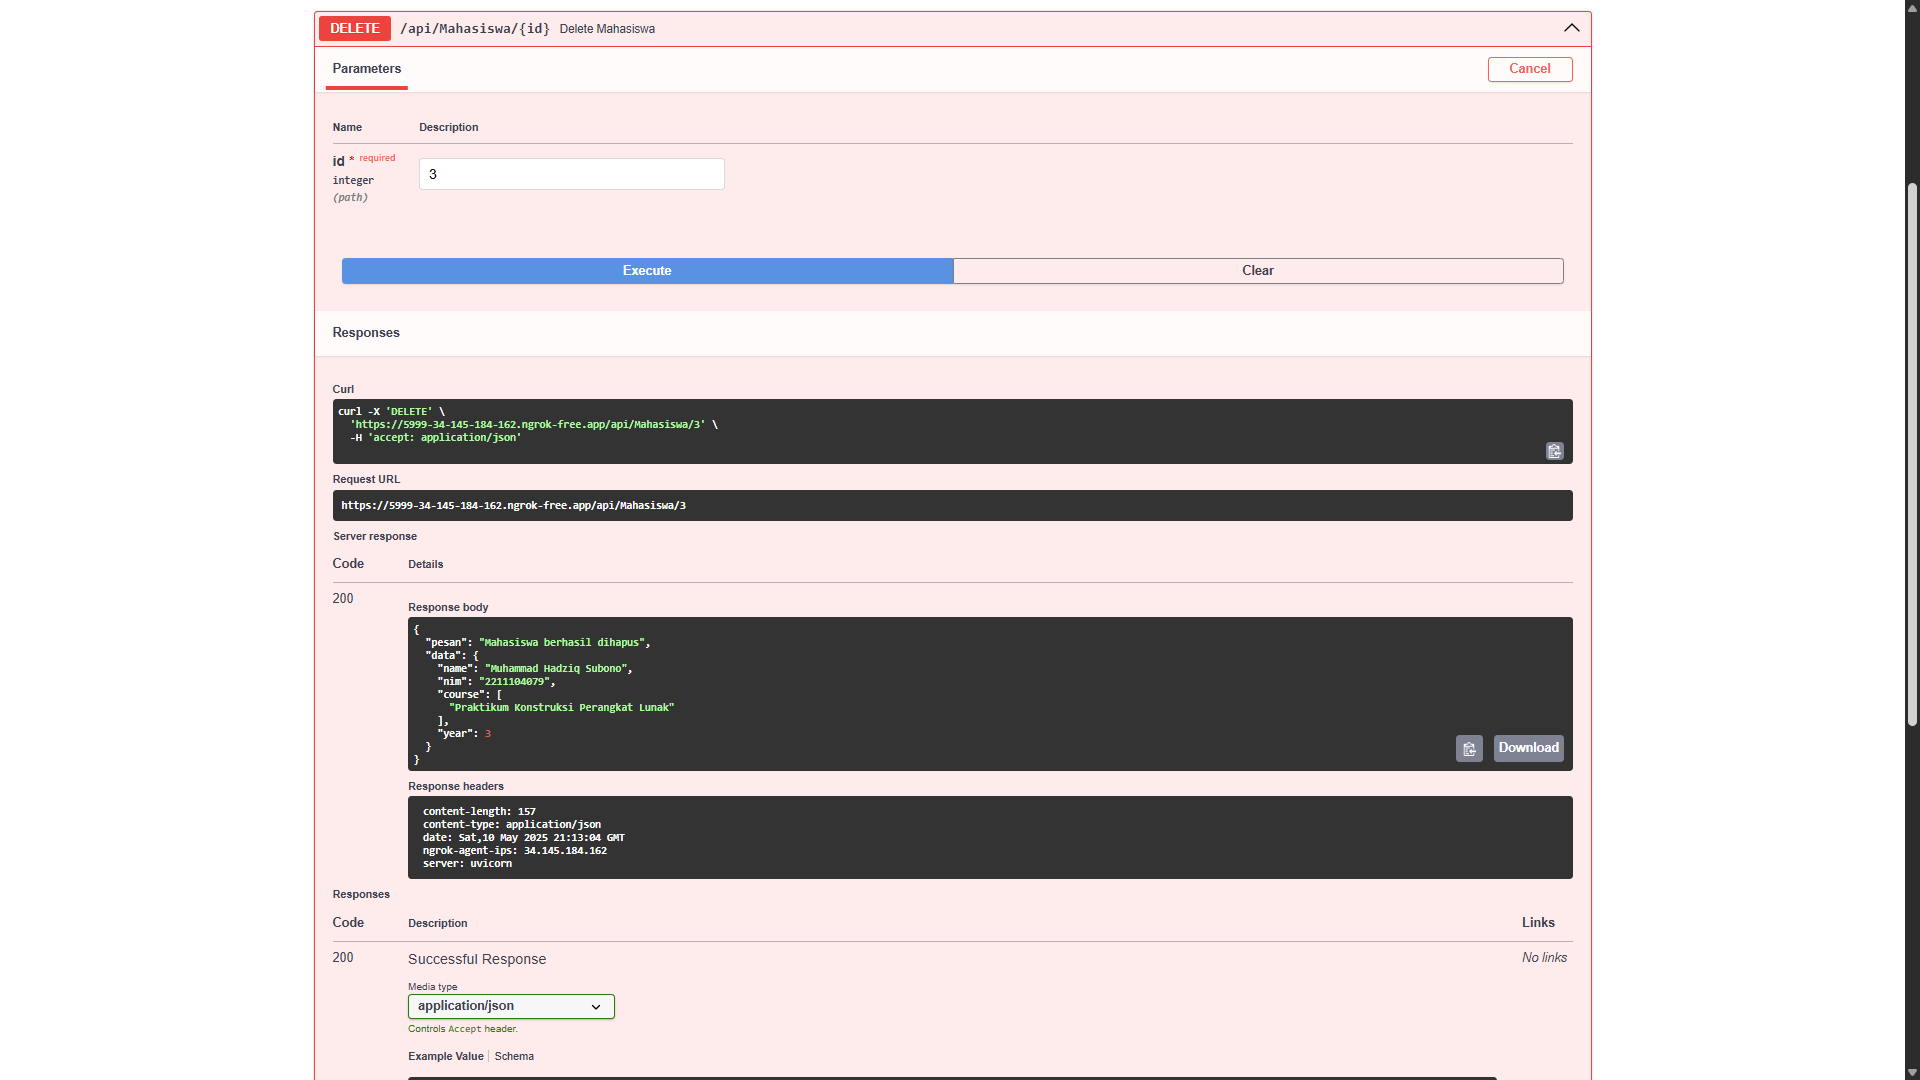 DELETE /api/Mahasiswa/{id} Delete Mahasiswa
Parameters
Cancel
Name Description
id * required
integer
(path)
3
Execute
Clear
Responses
Curl
curl -X 'DELETE' \
'https://5999-34-145-184-162.ngrok-free.app/api/Mahasiswa/3' \
-H 'accept: application/json'
Request URL
https://5999-34-145-184-162.ngrok-free.app/api/Mahasiswa/3
Server response
Code Details
200
Response body
{
"pesan": "Mahasiswa berhasil dihapus",
"data": {
"name": "Muhammad Hadziq Subono",
"nim": "2211104079",
"course": [
"Praktikum Konstruksi Perangkat Lunak"
],
"year": 3
}
}
Download
Response headers
content-length: 157
content-type: application/json
date: Sat,10 May 2025 21:13:04 GMT
ngrok-agent-ips: 34.145.184.162
server: uvicorn
Responses
Code Description Links
200 Successful Response No links
Media type
application/json
Controls Accept header.
Example Value Schema